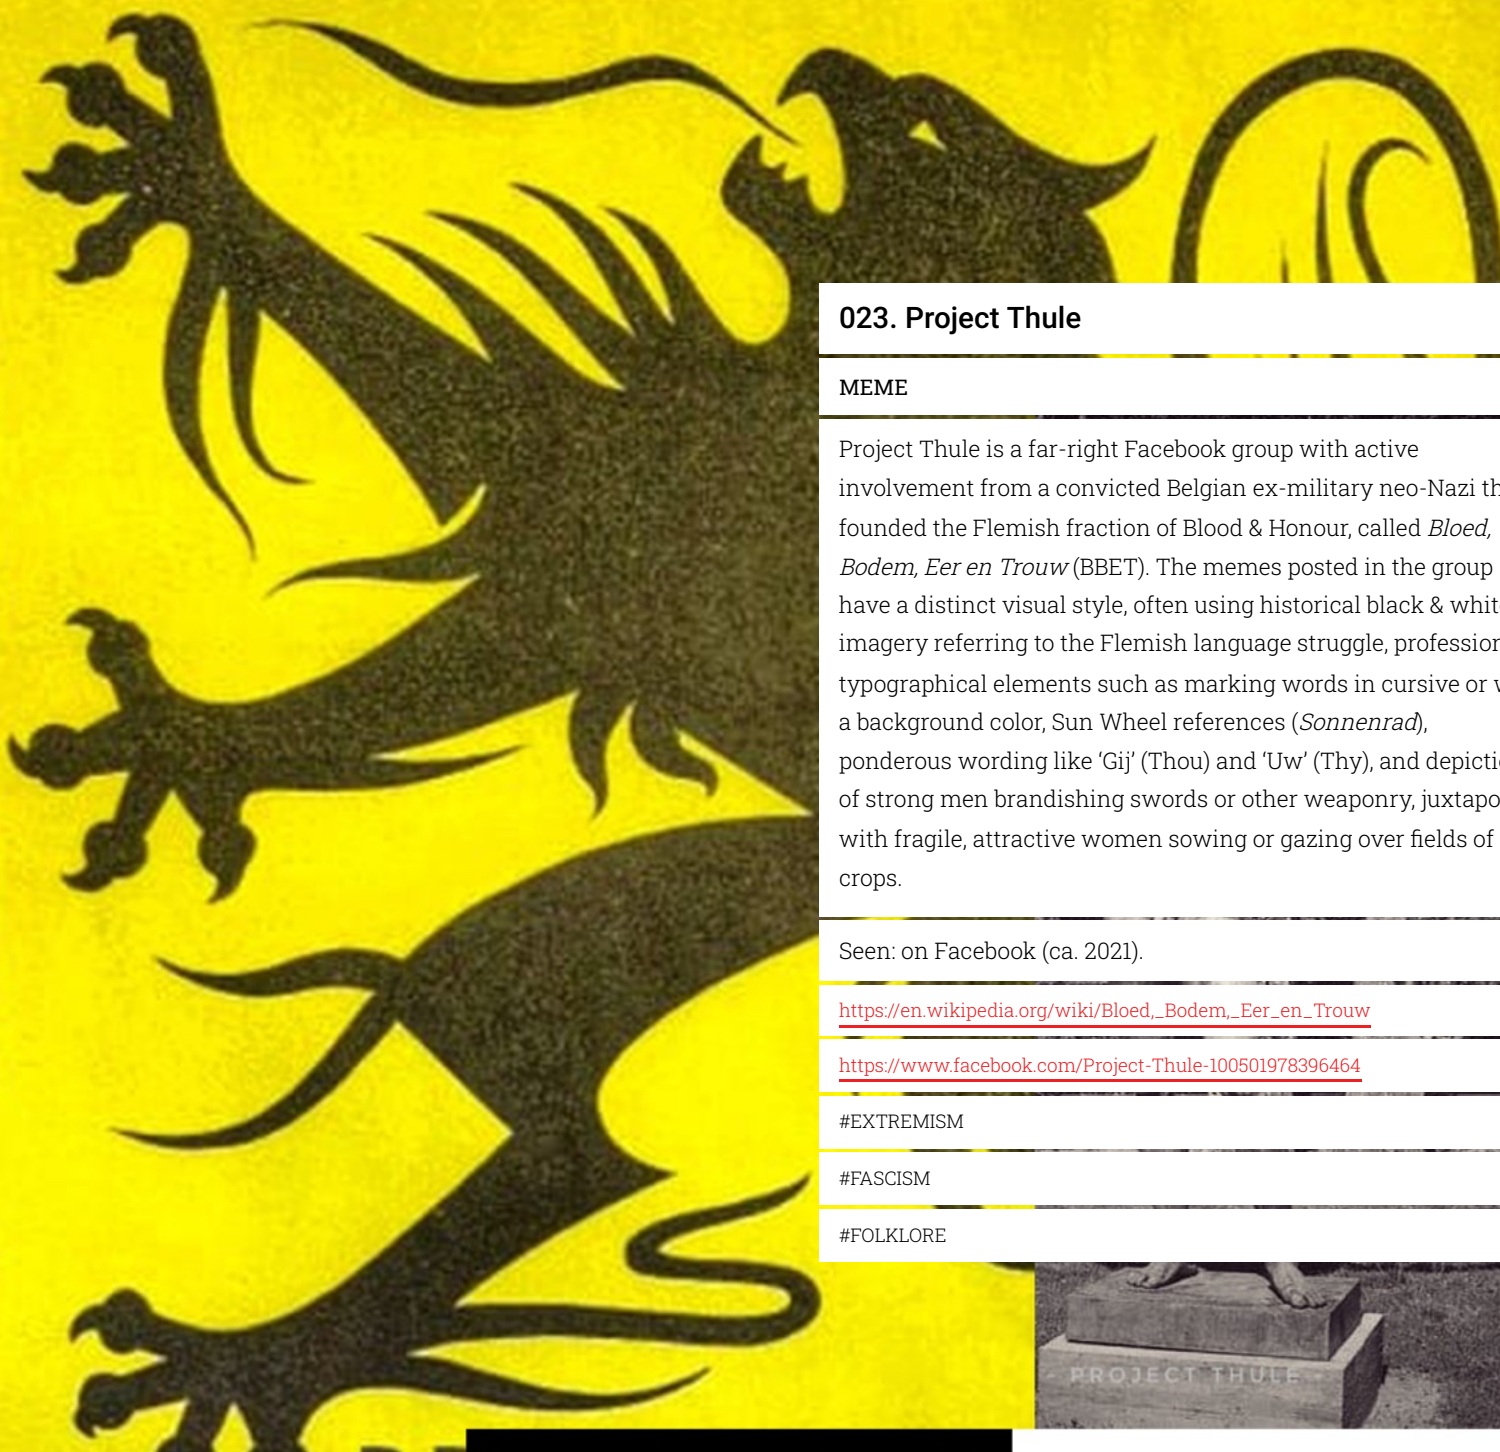 023. Project Thule
MEME
Project Thule is a far-right Facebook group with active
involvement from a convicted Belgian ex-military neo-Nazi th
founded the Flemish fraction of Blood & Honour, called Bloed,
Bodem, Eer en Trouw (BBET). The memes posted in the group
have a distinct visual style, often using historical black & whit
imagery referring to the Flemish language struggle, profession
typographical elements such as marking words in cursive or w
a background color, Sun Wheel references (Sonnenrad),
ponderous wording like ‘Gij’ (Thou) and ‘Uw’ (Thy), and depicti
of strong men brandishing swords or other weaponry, juxtapo
with fragile, attractive women sowing or gazing over fields of
crops.
Seen: on Facebook (ca. 2021).
https://en.wikipedia.org/wiki/Bloed,_Bodem,_Eer_en_Trouw
https://www.facebook.com/Project-Thule-100501978396464
#EXTREMISM
#FASCISM
#FOLKLORE
- PROJECT THULE -